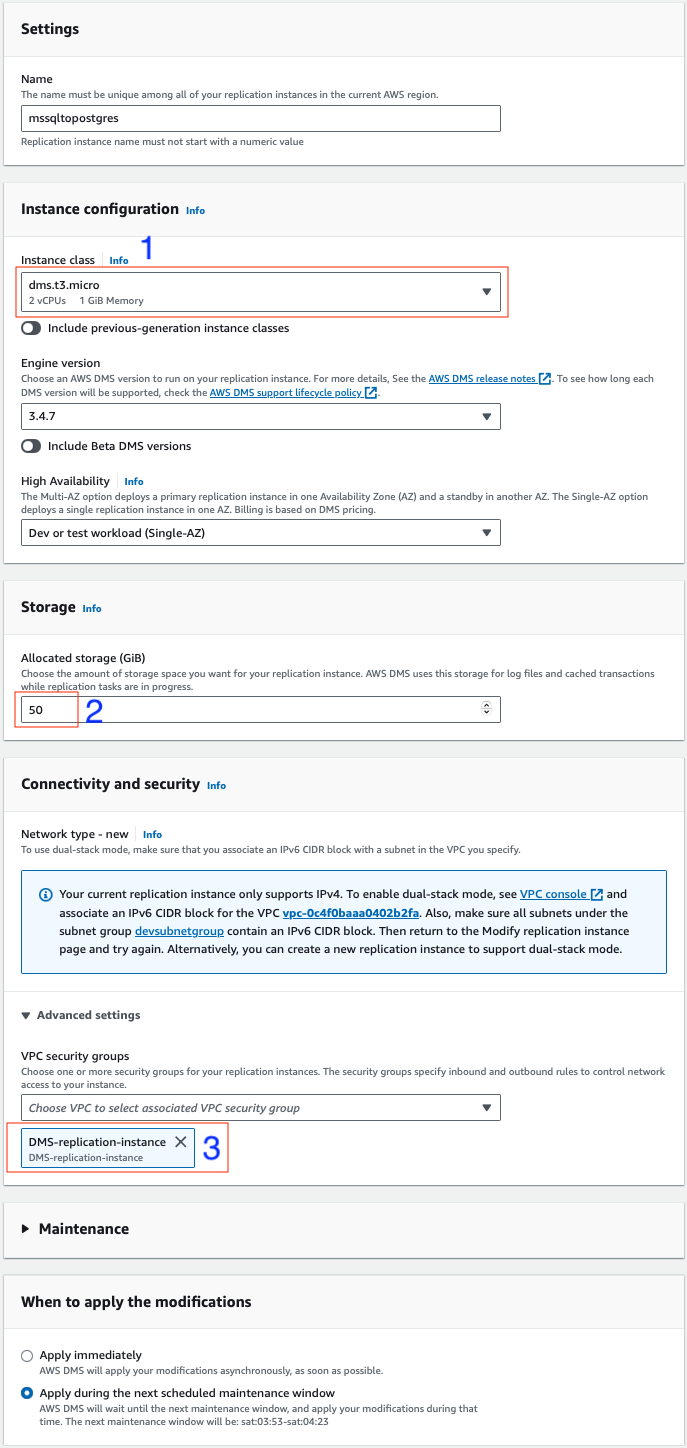 Settings
Name
The name must be unique among all of your replication instances in the current AWS region.
mssqltopostgres
Replication instance name must not start with a numeric value
Instance configuration Info
1
Instance class Info
dms.t3.micro
2 vCPUs 1 GiB Memory
Include previous-generation instance classes
Engine version
Choose an AWS DMS version to run on your replication instance. For more details, See the AWS DMS release notes. To see how long each
DMS version will be supported, check the AWS DMS support lifecycle policy.
3.4.7
Include Beta DMS versions
High Availability Info
The Multi-AZ option deploys a primary replication instance in one Availability Zone (AZ) and a standby in another AZ. The Single-AZ option
deploys a single replication instance in one AZ. Billing is based on DMS pricing.
Dev or test workload (Single-AZ)
Storage Info
Allocated storage (GiB)
Choose the amount of storage space you want for your replication instance. AWS DMS uses this storage for log files and cached transactions
while replication tasks are in progress.
50 2
Connectivity and security Info
Network type - new Info
To use dual-stack mode, make sure that you associate an IPv6 CIDR block with a subnet in the VPC you specify.
Your current replication instance only supports IPv4. To enable dual-stack mode, see VPC console and
associate an IPv6 CIDR block for the VPC vpc-0c4f0baaa0402b2fa. Also, make sure all subnets under the
subnet group devsubnetgroup contain an IPv6 CIDR block. Then return to the Modify replication instance
page and try again. Alternatively, you can create a new replication instance to support dual-stack mode.
Advanced settings
VPC security groups
Choose one or more security groups for your replication instances. The security groups specify inbound and outbound rules to control network
access to your instance.
Choose VPC to select associated VPC security group
DMS-replication-instance 3
DMS-replication-instance
Maintenance
When to apply the modifications
Apply immediately
AWS DMS will apply your modifications asynchronously, as soon as possible.
Apply during the next scheduled maintenance window
AWS DMS will wait until the next maintenance window, and apply your modifications during that
time. The next maintenance window will be: sat:03:53-sat:04:23